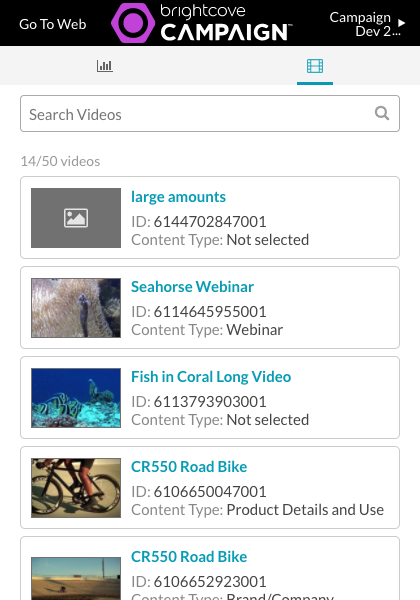 Go To Web
brightcove
CAMPAIGN
Campaign
Dev 2...
Search Videos
14/50 videos
large amounts
ID: 6144702847001
Content Type: Not selected
Seahorse Webinar
ID: 6114645955001
Content Type: Webinar
Fish in Coral Long Video
ID: 6113793903001
Content Type: Not selected
CR550 Road Bike
ID: 6106650047001
Content Type: Product Details and Use
CR550 Road Bike
ID: 6106652923001
Content Type: Brand/Company